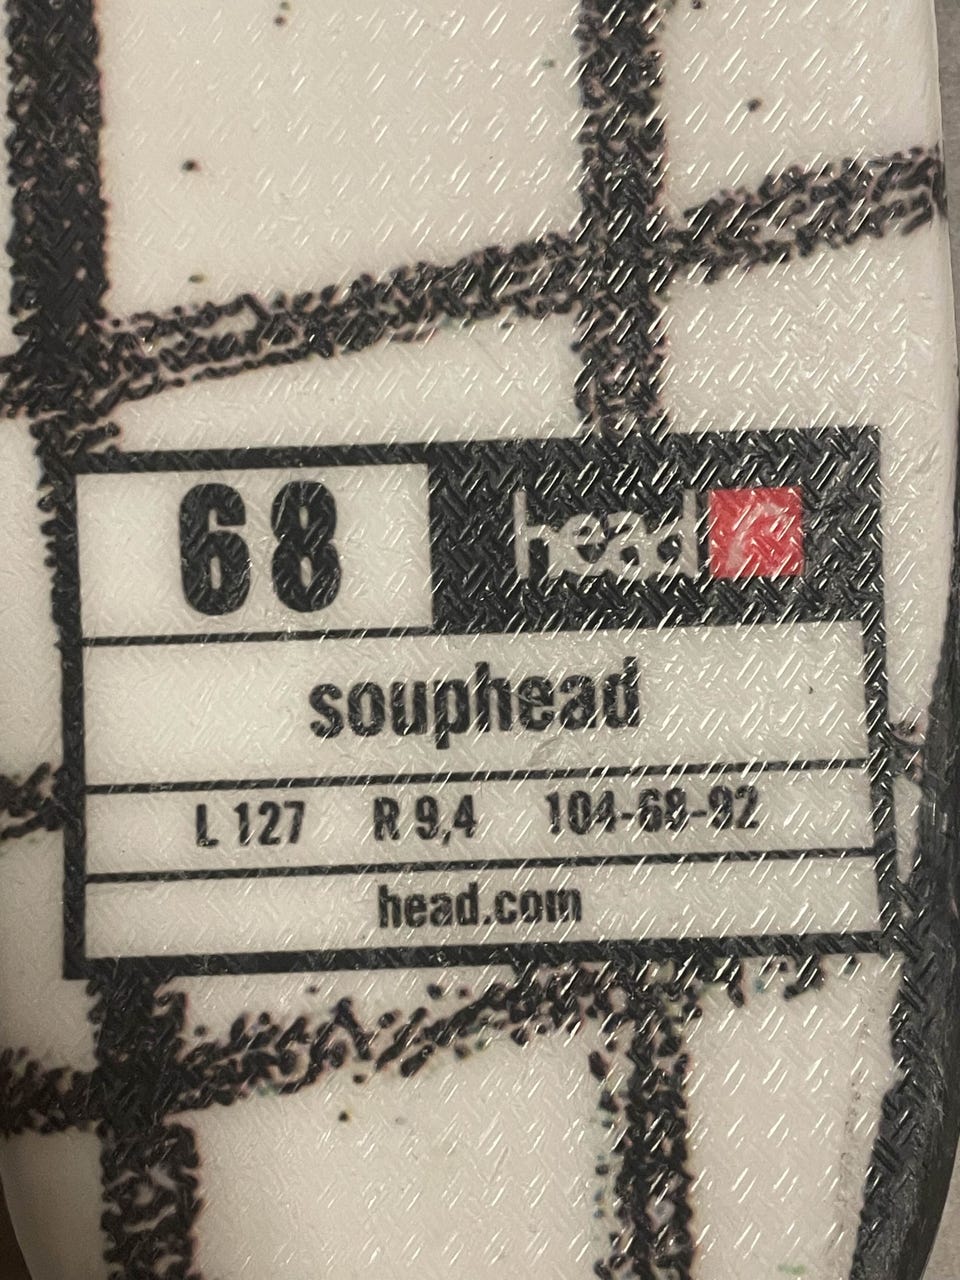 68 head
souphead
L 127 R 9,4 104-68-92
head.com